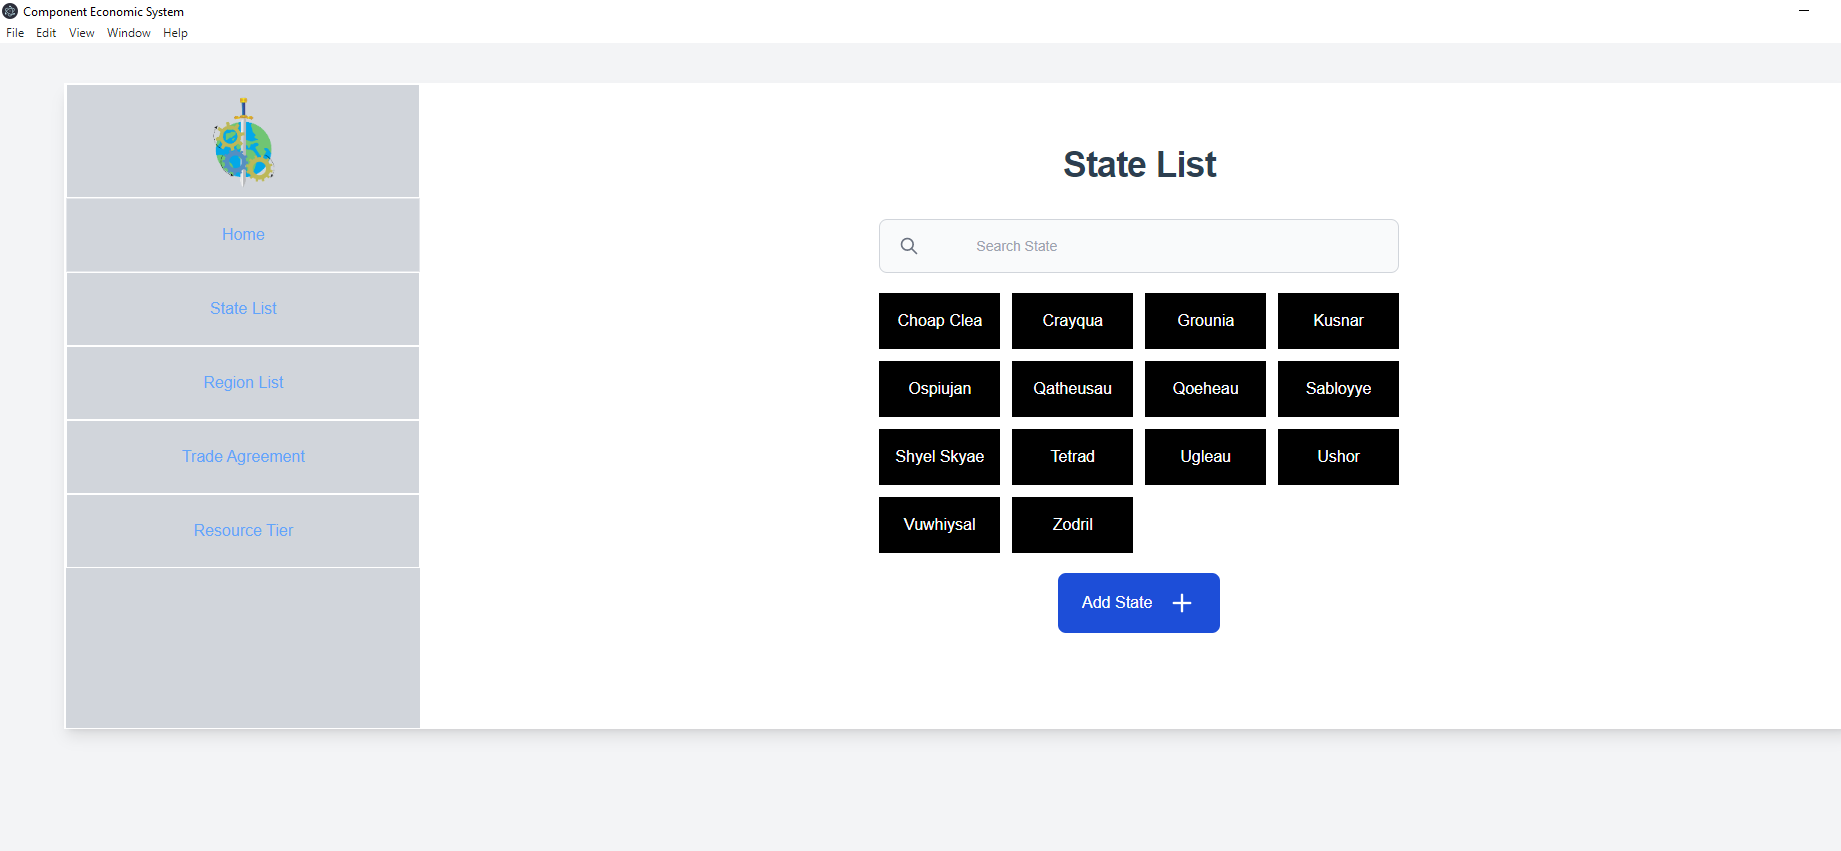 Component Economic System
File Edit View Window Help
Home
State List
Region List
Trade Agreement
Resource Tier
State List
Search State
Choap Clea Crayqua Grounia Kusnar
Ospiujan Qatheusau Qoeheau Sabloyye
Shyel Skyae Tetrad Ugleau Ushor
Vuwhiysal Zodril
Add State